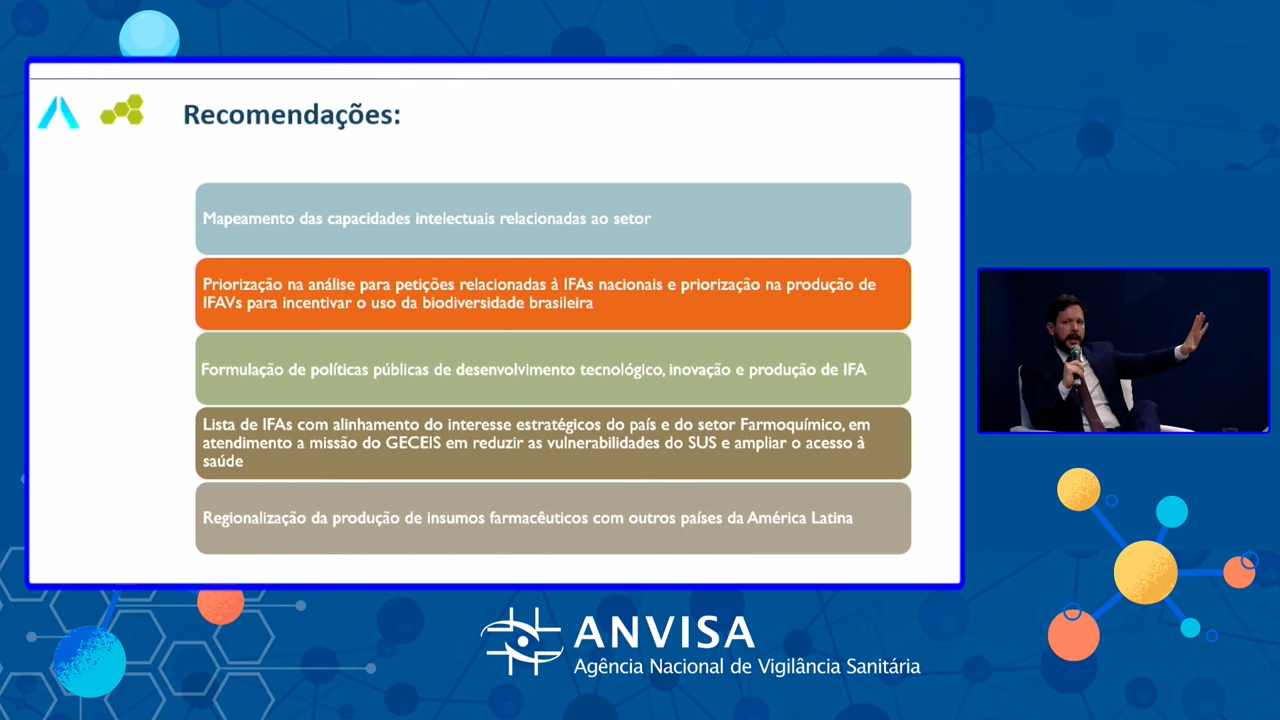 Recomendações:
Mapeamento das capacidades intelectuais relacionadas ao setor
Priorização na análise para petições relacionadas à IFAs nacionais e priorização na produção de
IFAVs para incentivar o uso da biodiversidade brasileira
Formulação de políticas públicas de desenvolvimento tecnológico, inovação e produção de IFA
Lista de IFAs com alinhamento do interesse estratégicos do país e do setor Farmoquímico, em
atendimento a missão do GECEIS em reduzir as vulnerabilidades do SUS e ampliar o acesso à
saúde
Regionalização da produção de insumos farmacêuticos com outros países da América Latina
ANVISA
Agência Nacional de Vigilância Sanitária